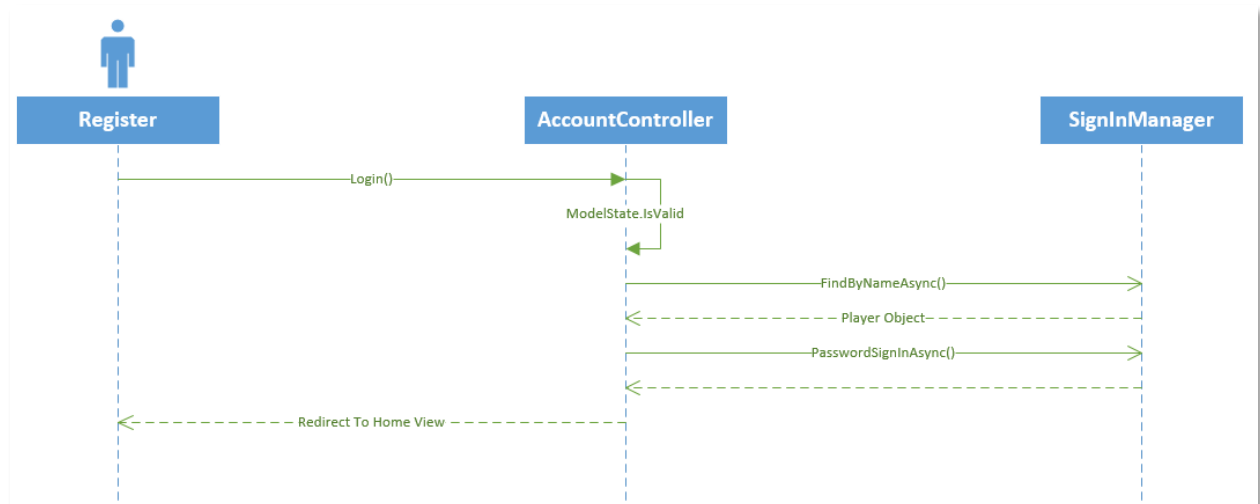 Register
AccountController
SignInManager
Login()
ModelState.IsValid
FindByNameAsync()
Player Object
PasswordSignInAsync()
Redirect To Home View